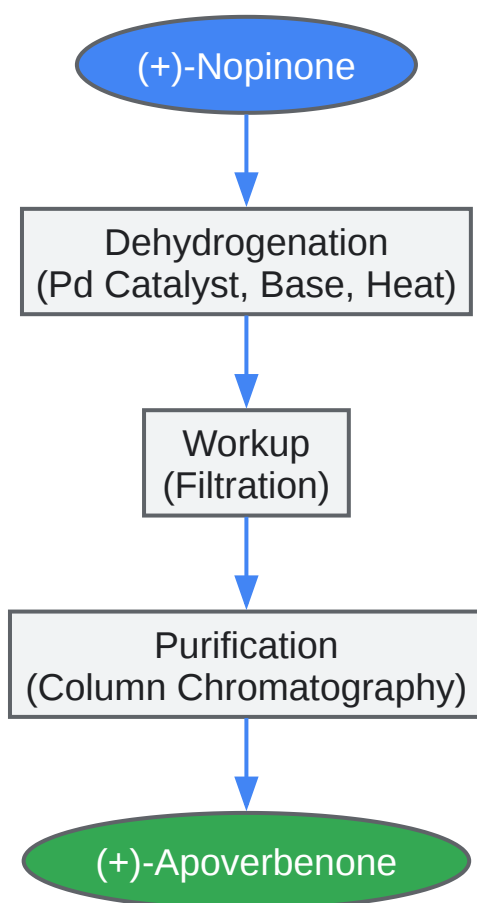 (+)-Nopinone
Dehydrogenation
(Pd Catalyst, Base, Heat)
Workup
(Filtration)
Purification
(Column Chromatography)
(+)-Apoverbenone